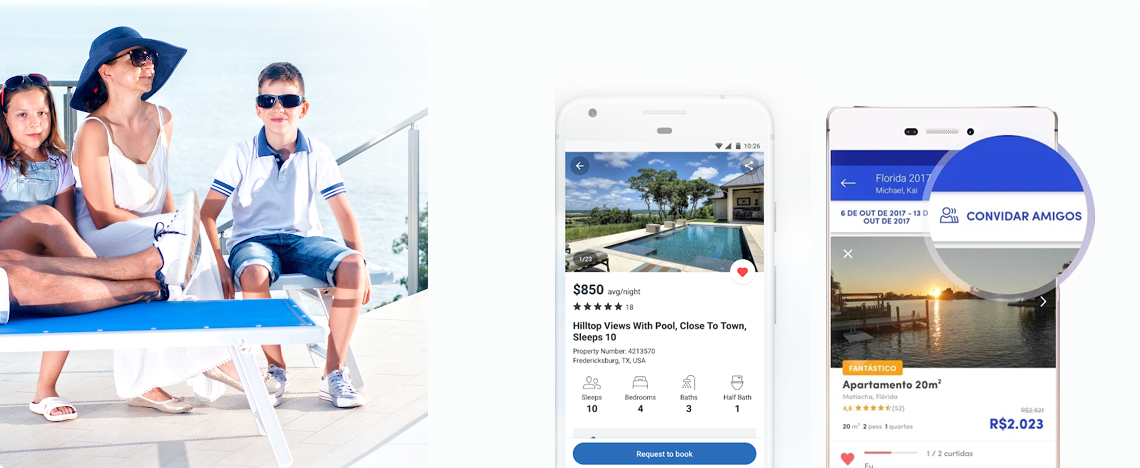 10:26
1/23
$850 avg/night
18
Hilltop Views With Pool, Close To Town,
Sleeps 10
Property Number: 4213570
Fredericksburg, TX, USA
Sleeps Bedrooms Baths Half Bath
10 4 3 1
Request to book
Florida 2017
Michael, Kai
6 DE OUT DE 2017 - 13 D
OUT DE 2017
CONVIDAR AMIGOS
FANTÁSTICO
Apartamento 20m²
Matlacha, Flórida
4,6 (52)
R$2.521
20 m² 2 pess 1 quartos
R$2.023
1 / 2 curtidas
Eu